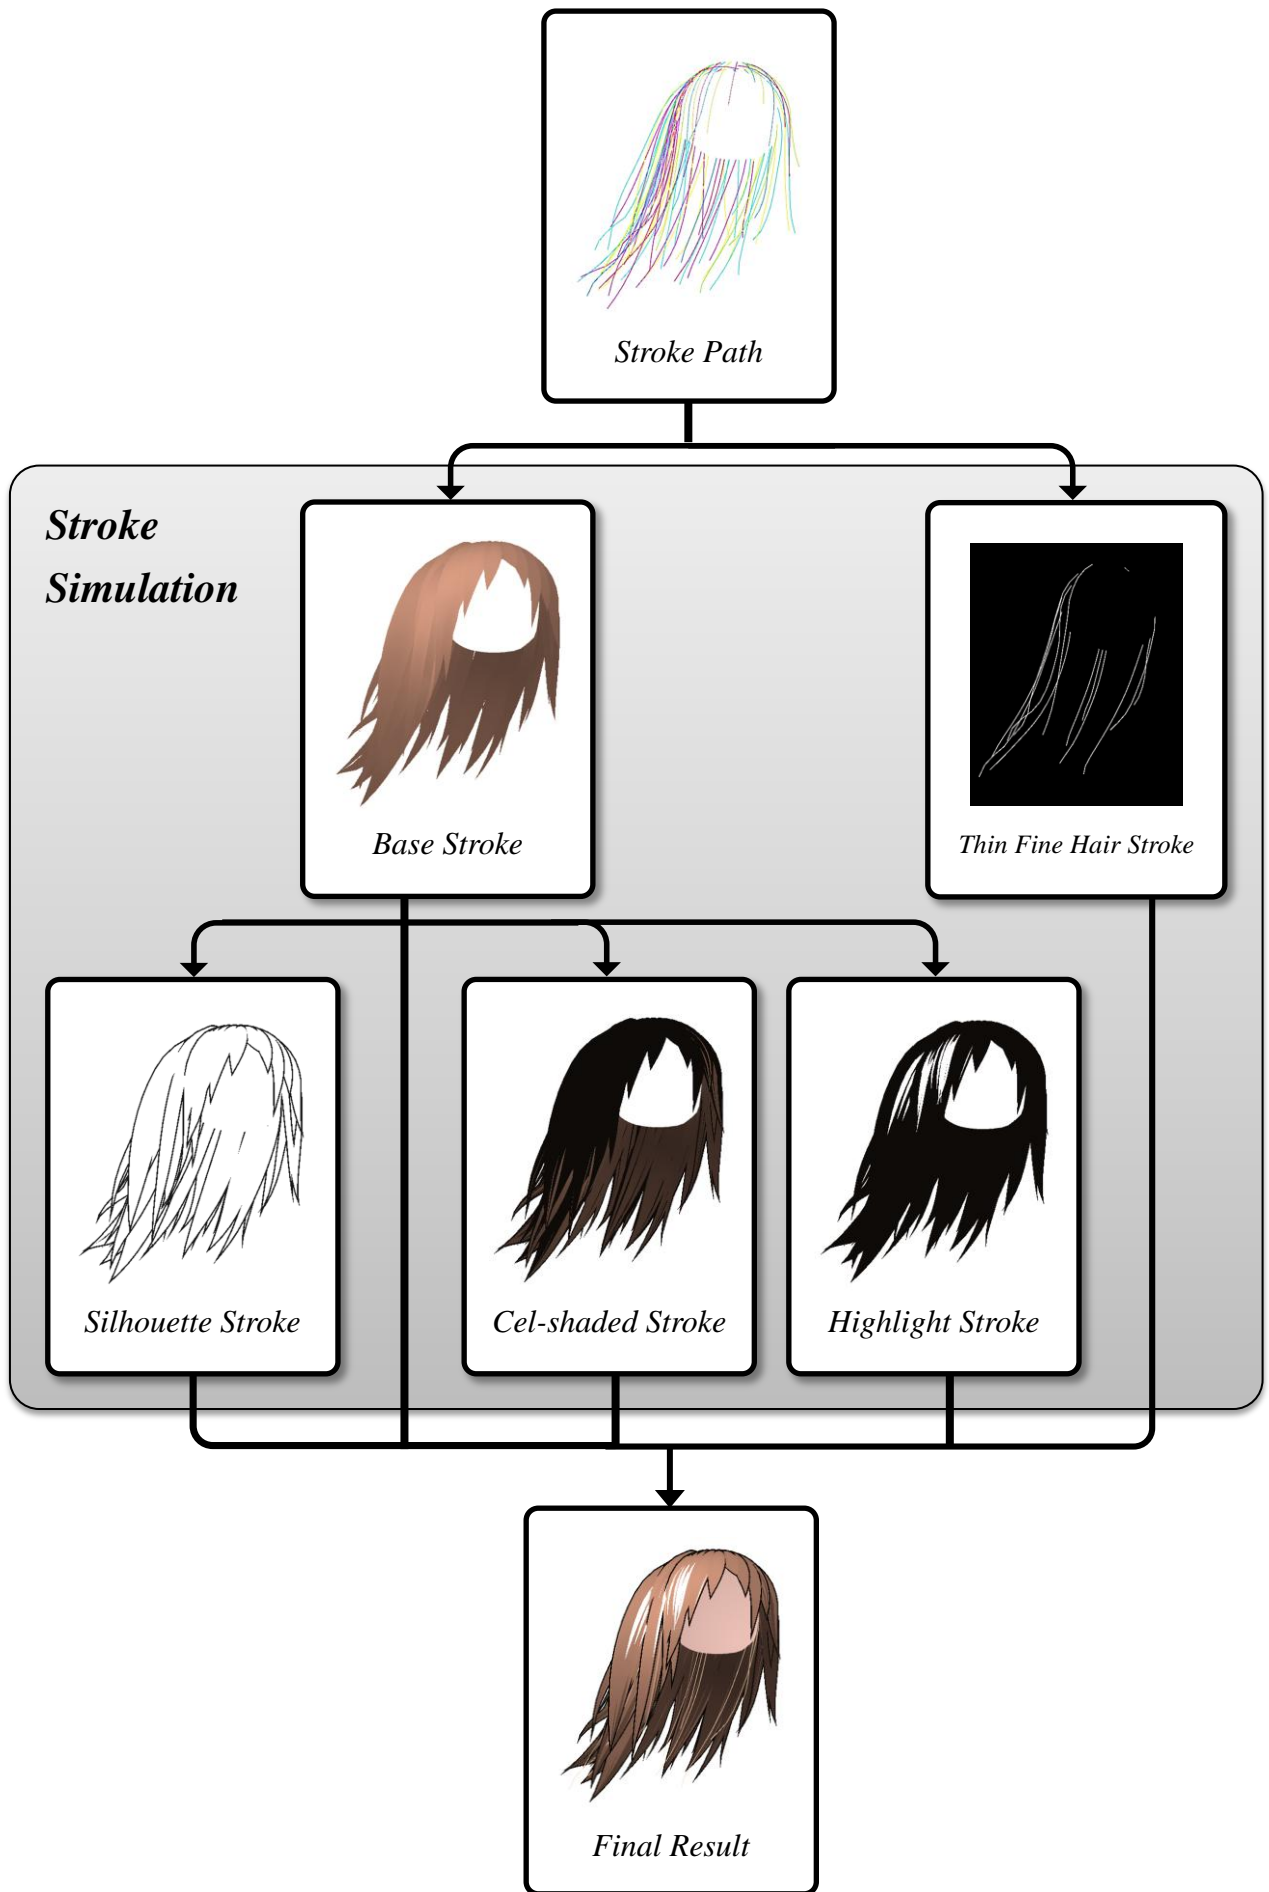 Stroke Path
Stroke
Simulation
Base Stroke
Thin Fine Hair Stroke
Silhouette Stroke
Cel-shaded Stroke
Highlight Stroke
Final Result